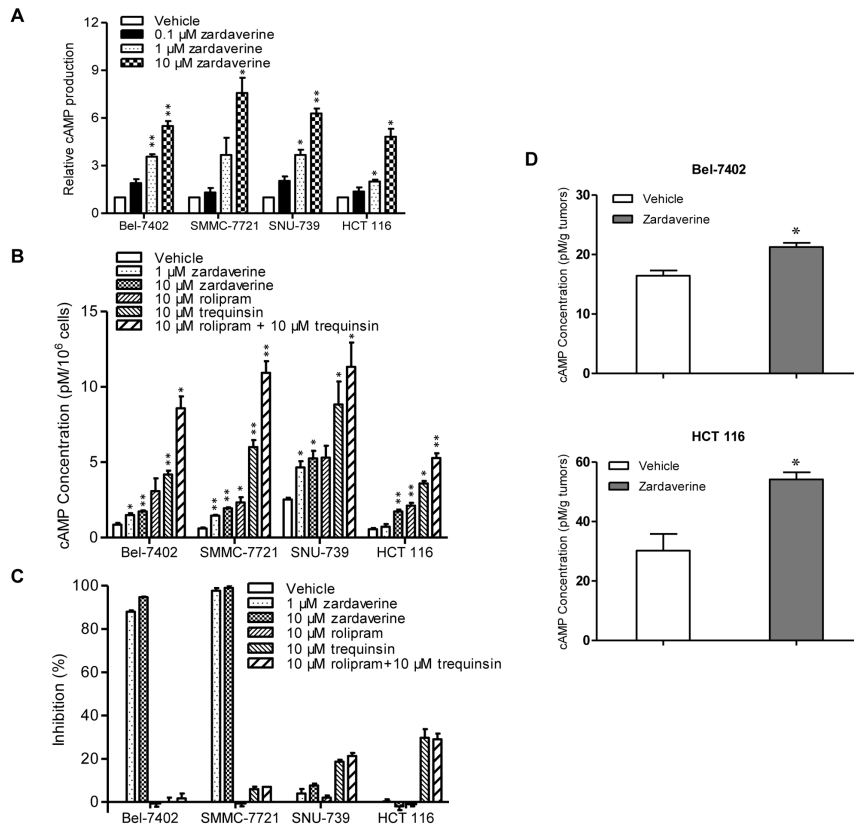 A
Vehicle
0.1 µM zardaverine
1 µM zardaverine
10 µM zardaverine
Relative cAMP production
12
9
6
3
0
**
**
*
*
**
*
*
Bel-7402
SMMC-7721
SNU-739
HCT 116
B
Vehicle
1 µM zardaverine
10 µM zardaverine
10 µM rolipram
10 µM trequinsin
10 µM rolipram + 10 µM trequinsin
cAMP Concentration (pM/10⁶ cells)
15
10
5
0
*
**
**
*
**
**
*
**
**
*
*
*
*
**
**
*
**
Bel-7402
SMMC-7721
SNU-739
HCT 116
C
Vehicle
1 µM zardaverine
10 µM zardaverine
10 µM rolipram
10 µM trequinsin
10 µM rolipram+10 µM trequinsin
Inhibition (%)
100
80
60
40
20
0
Bel-7402
SMMC-7721
SNU-739
HCT 116
D
Bel-7402
Vehicle
Zardaverine
cAMP Concentration (pM/g tumors)
30
20
10
0
*
HCT 116
Vehicle
Zardaverine
cAMP Concentration (pM/g tumors)
60
40
20
0
*